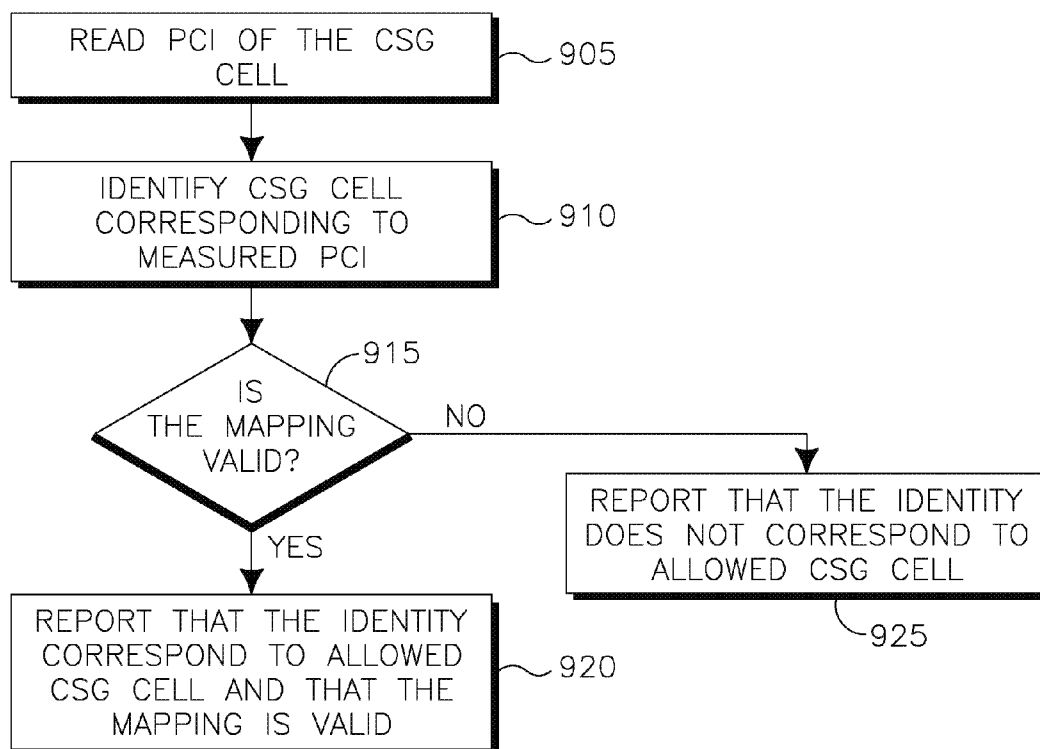 READ PCI OF THE CSG
CELL
905
IDENTIFY CSG CELL
CORRESPONDING TO
MEASURED PCI
910
915
IS
THE MAPPING
VALID?
NO
YES
REPORT THAT THE IDENTITY
DOES NOT CORRESPOND TO
ALLOWED CSG CELL
925
REPORT THAT THE IDENTITY
CORRESPOND TO ALLOWED
CSG CELL AND THAT THE
MAPPING IS VALID
920